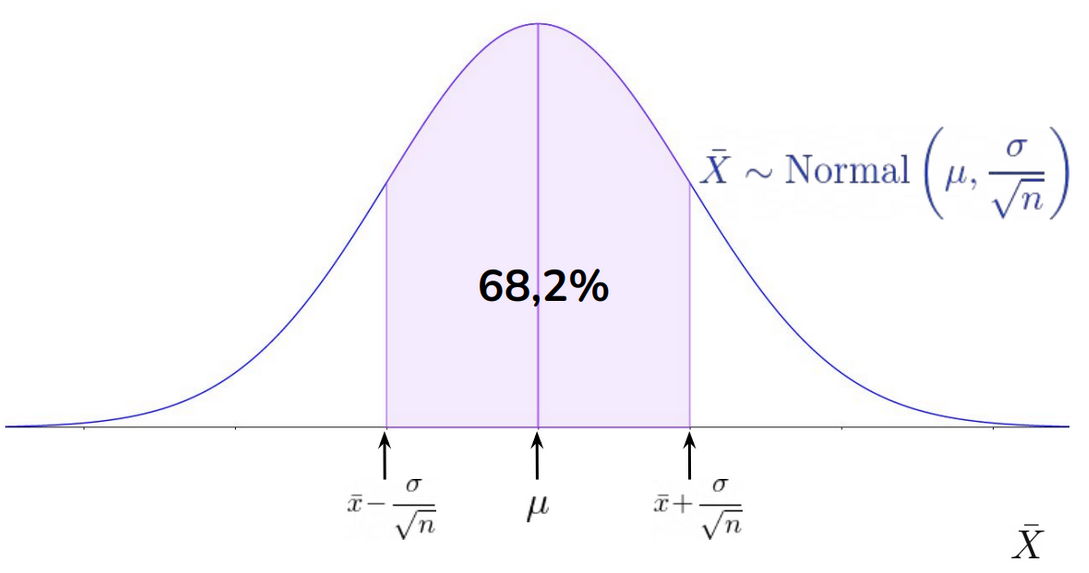 X̄ ~ Normal (μ, σ/√n)
68,2%
x̄ − σ/√n
μ
x̄ + σ/√n
X̄